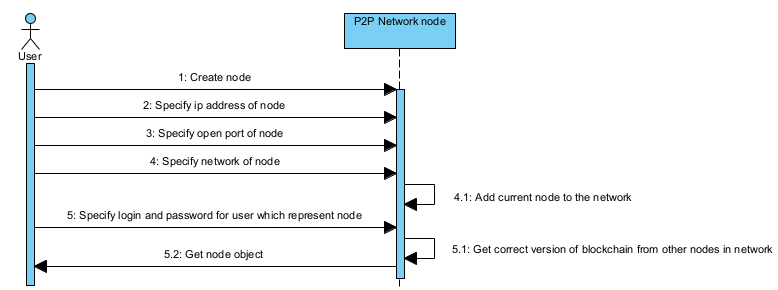 P2P Network node
User
1: Create node
2: Specify ip address of node
3: Specify open port of node
4: Specify network of node
4.1: Add current node to the network
5: Specify login and password for user which represent node
5.1: Get correct version of blockchain from other nodes in network
5.2: Get node object